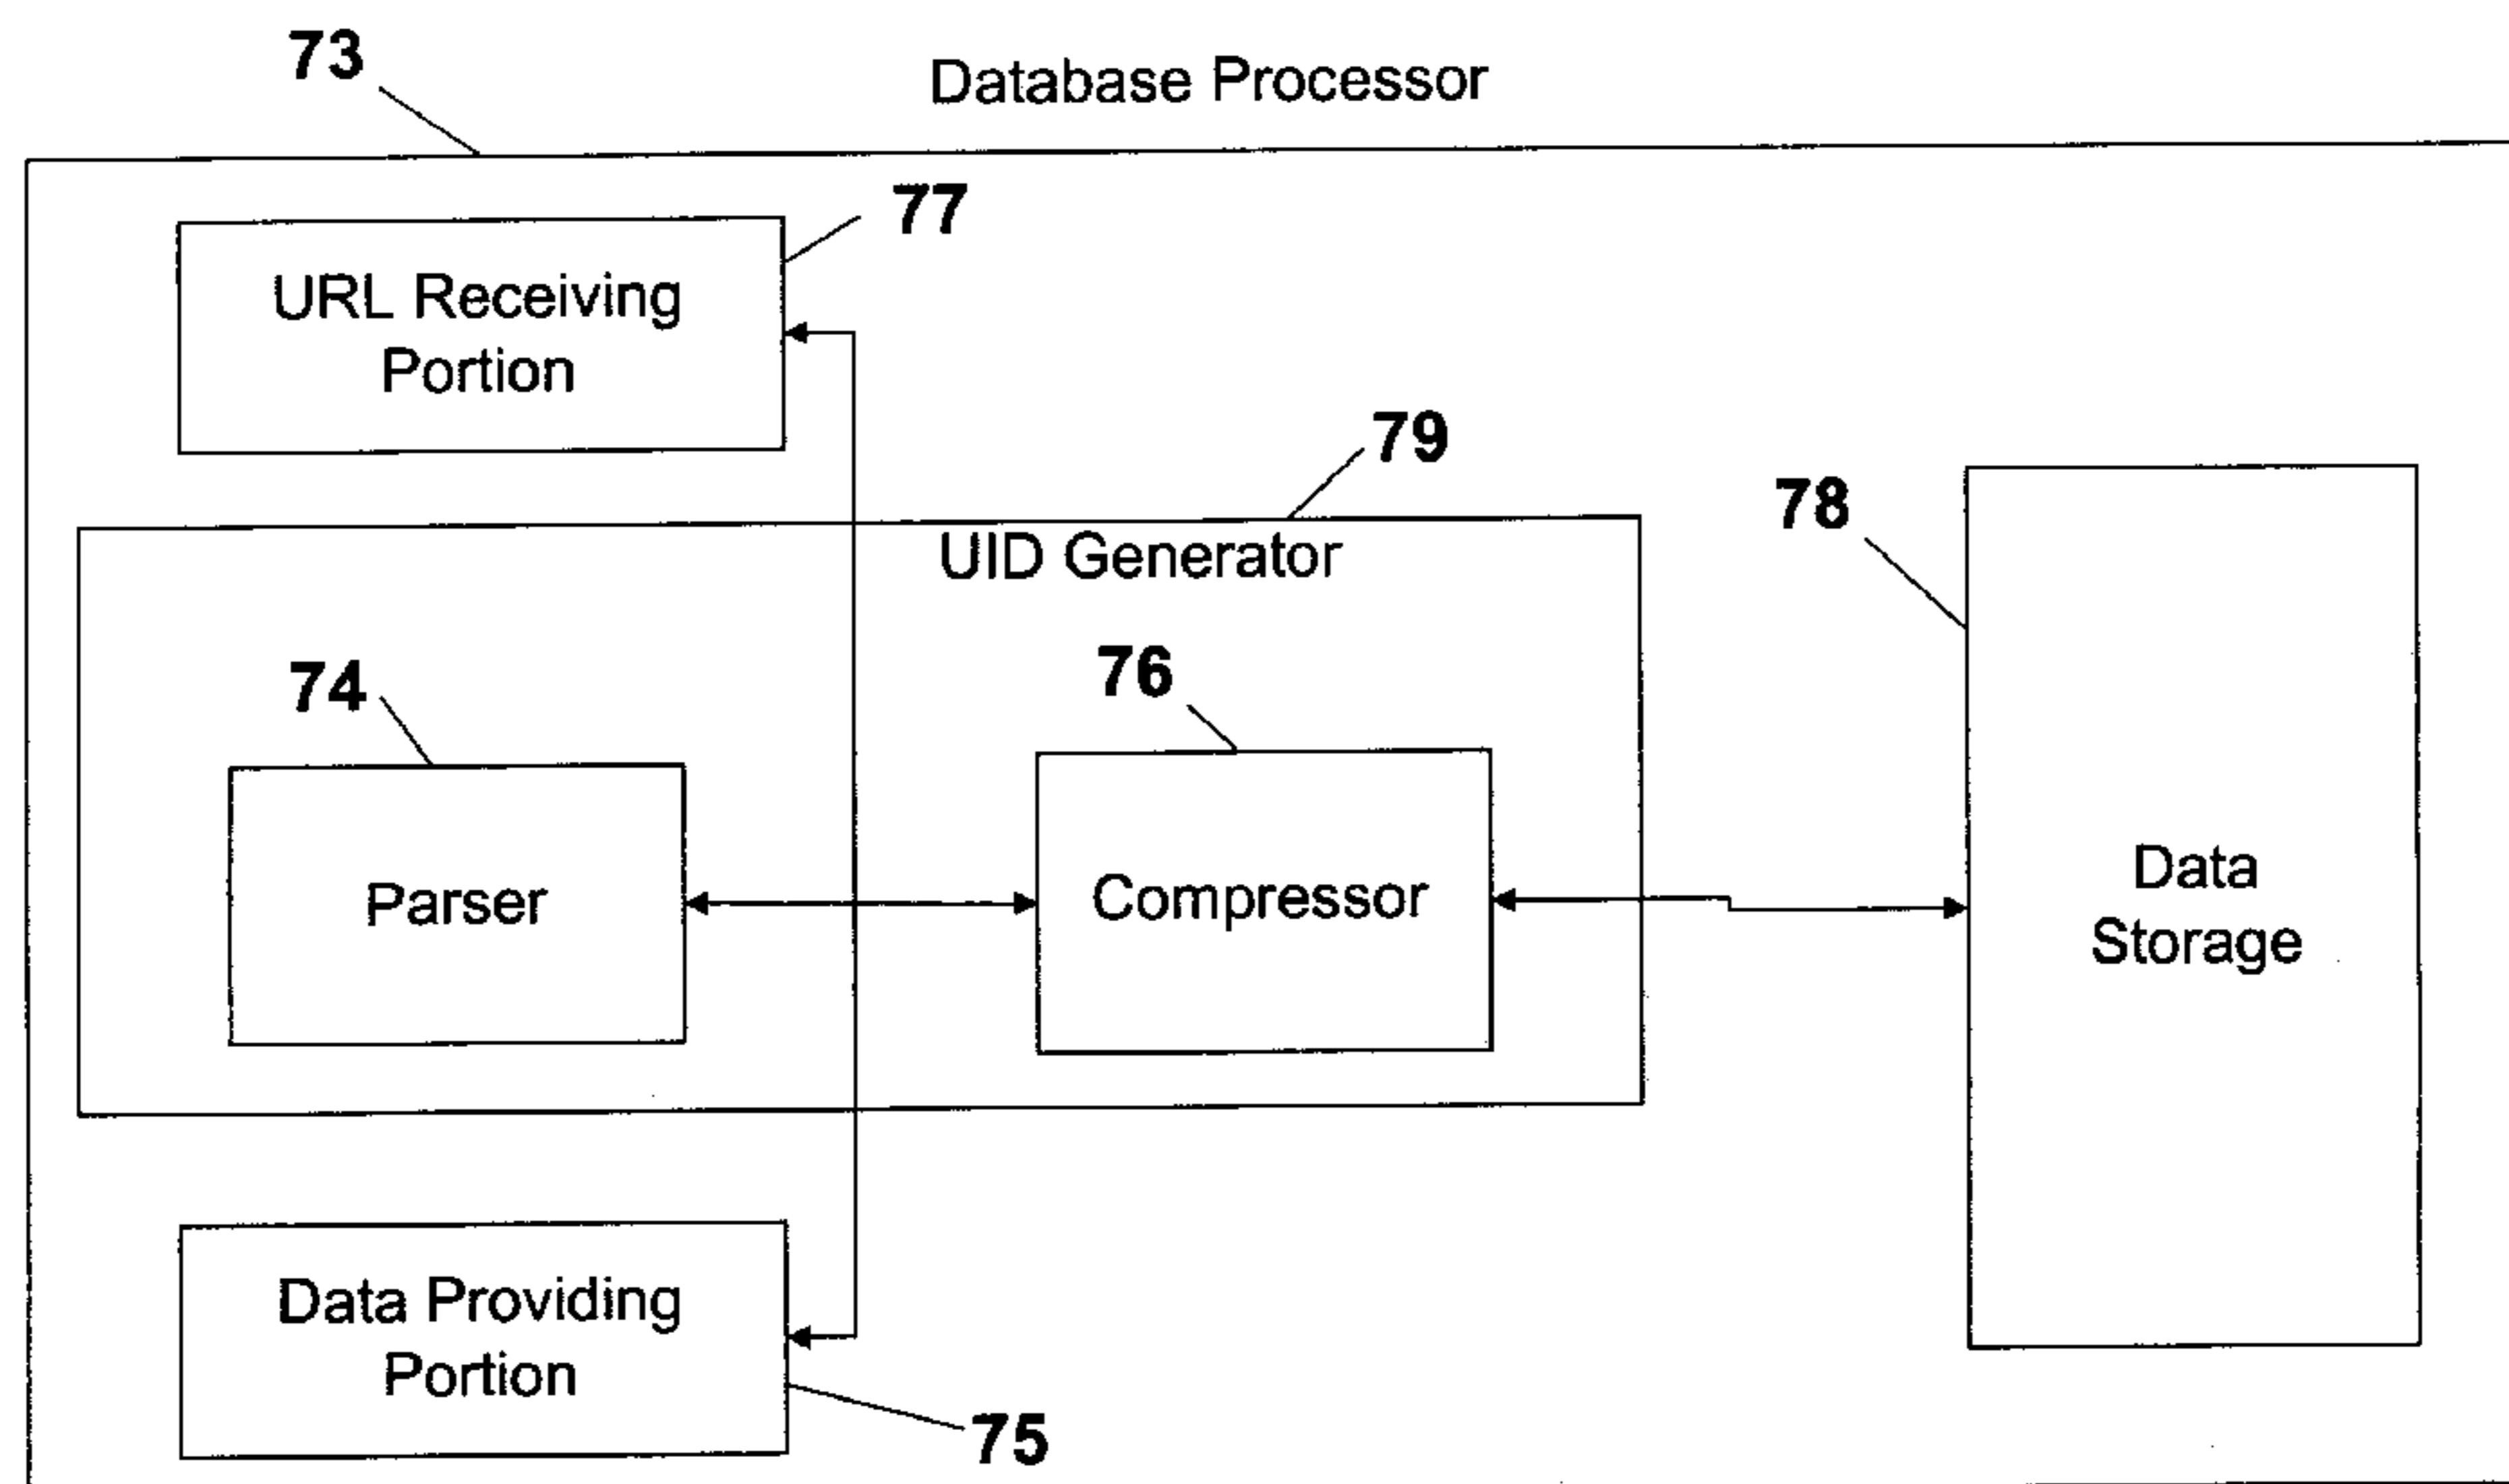 73
Database Processor
77
URL Receiving
Portion
79
UID Generator
78
74
76
Parser
Compressor
Data
Storage
Data Providing
Portion
75